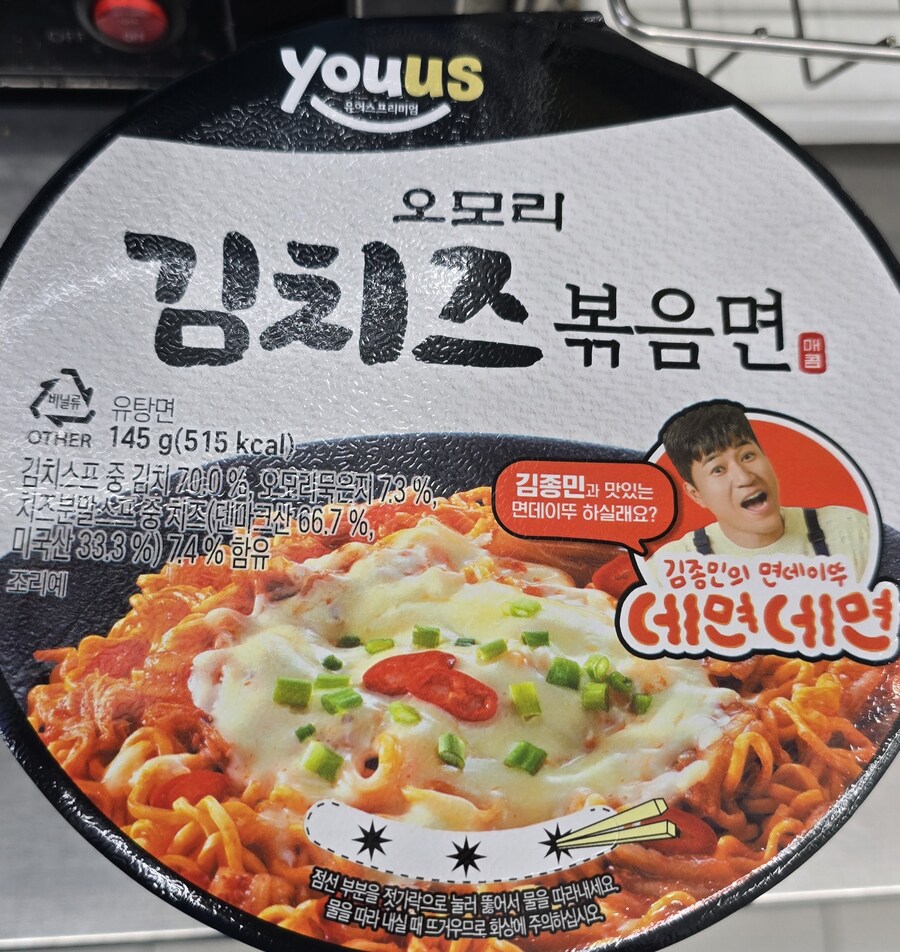 OFF
youus
유어스프리미엄
오모리
김치즈 볶음면
매콤
비닐류
OTHER
유탕면
145 g(515 kcal)
김치스프 중 김치 70.0 %, 오모리묵은지 7.3 %,
치즈분말스프 중 치즈(덴마크산 66.7 %,
미국산 33.3 %) 7.4 % 함유
조리예
김종민과 맛있는
면데이뚜 하실래요?
김종민의 면데이뚜
데면데면
점선 부분을 젓가락으로 눌러 뚫어서 물을 따라내세요.
물을 따라 내실 때 뜨거우므로 화상에 주의하십시오.